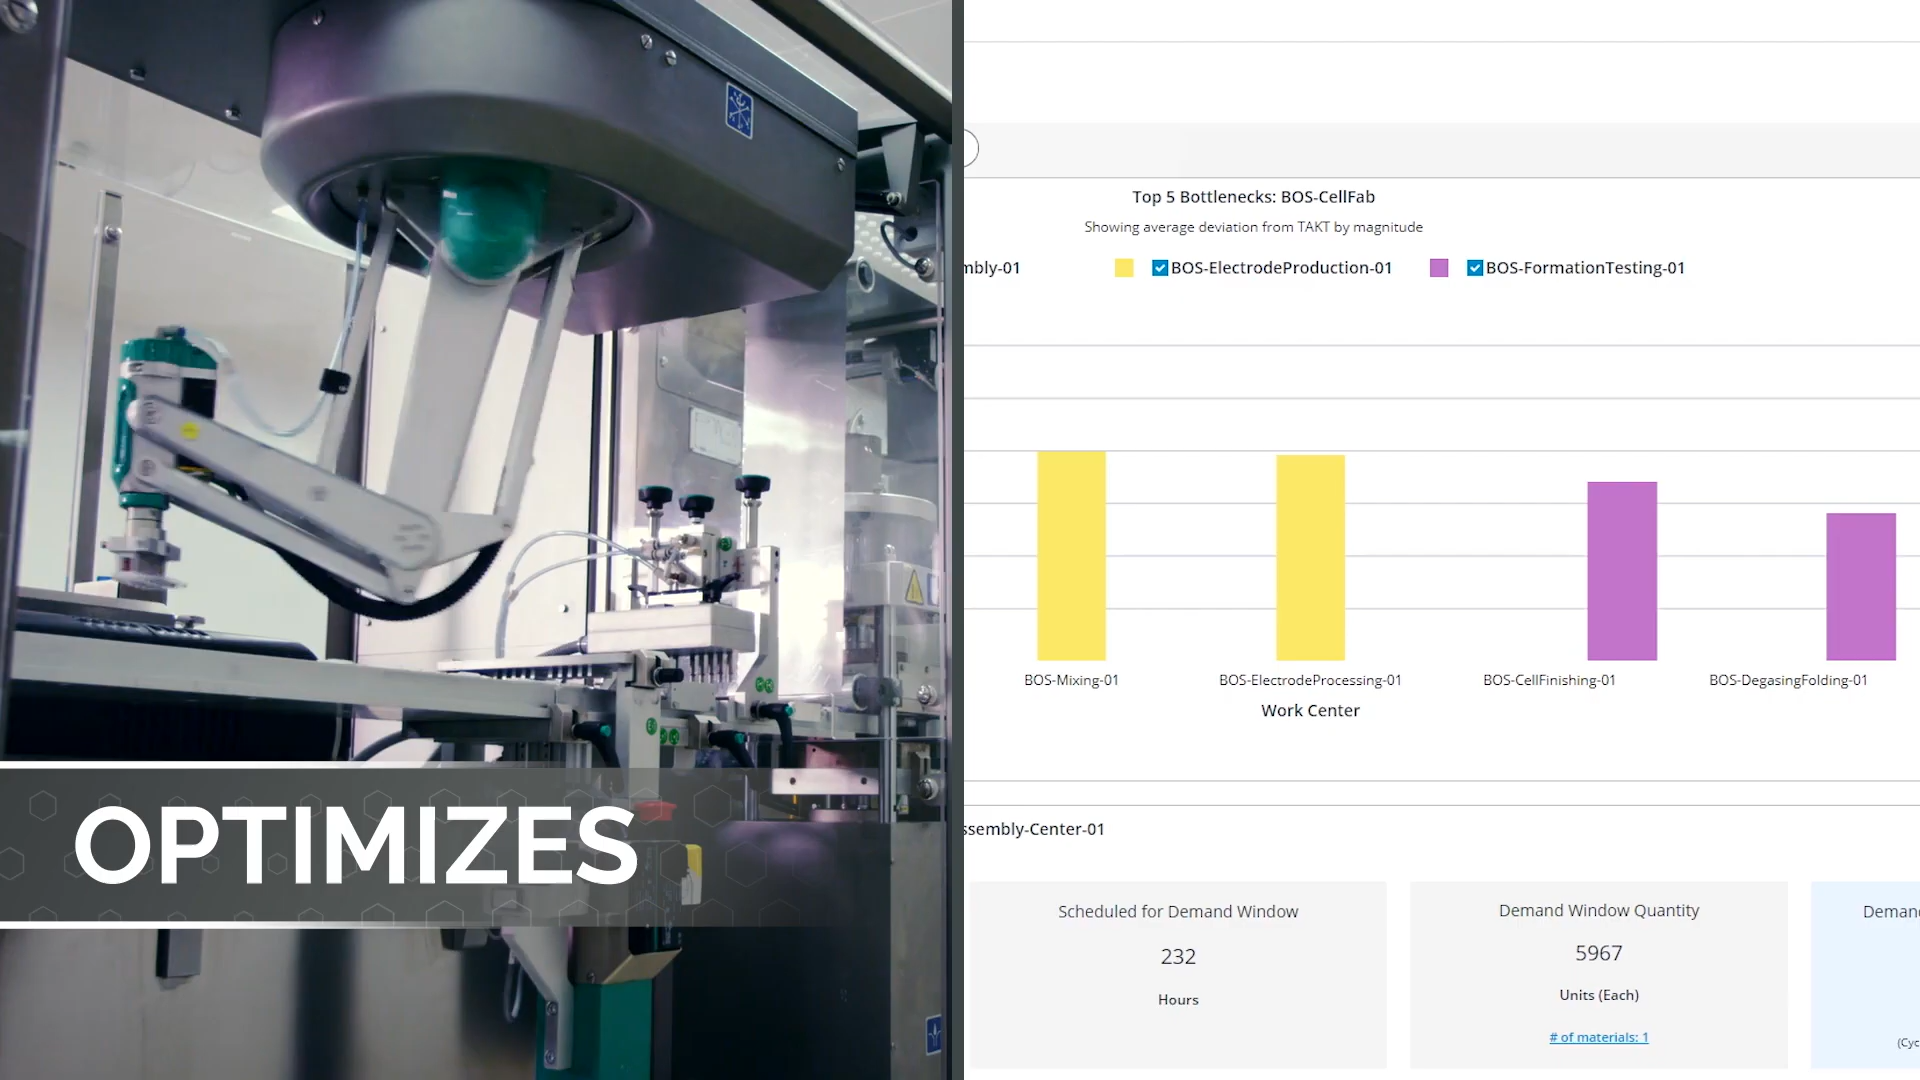 OPTIMIZES
Top 5 Bottlenecks: BOS-CellFab
Showing average deviation from TAKT by magnitude
mbly-01
BOS-ElectrodeProduction-01
BOS-FormationTesting-01
BOS-Mixing-01
BOS-ElectrodeProcessing-01
BOS-CellFinishing-01
BOS-DegasingFolding-01
Work Center
ssembly-Center-01
Scheduled for Demand Window
232
Hours
Demand Window Quantity
5967
Units (Each)
# of materials: 1
Deman
(Cyc